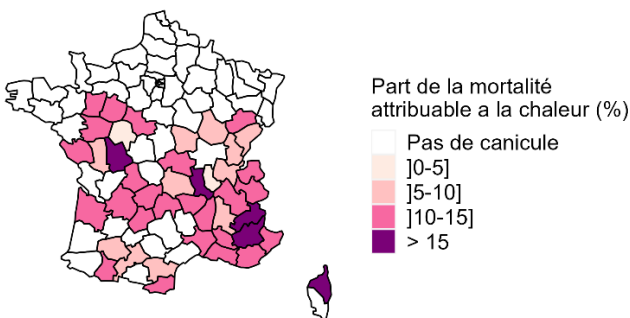 Part de la mortalité
attribuable a la chaleur (%)
Pas de canicule
]0-5]
]5-10]
]10-15]
> 15